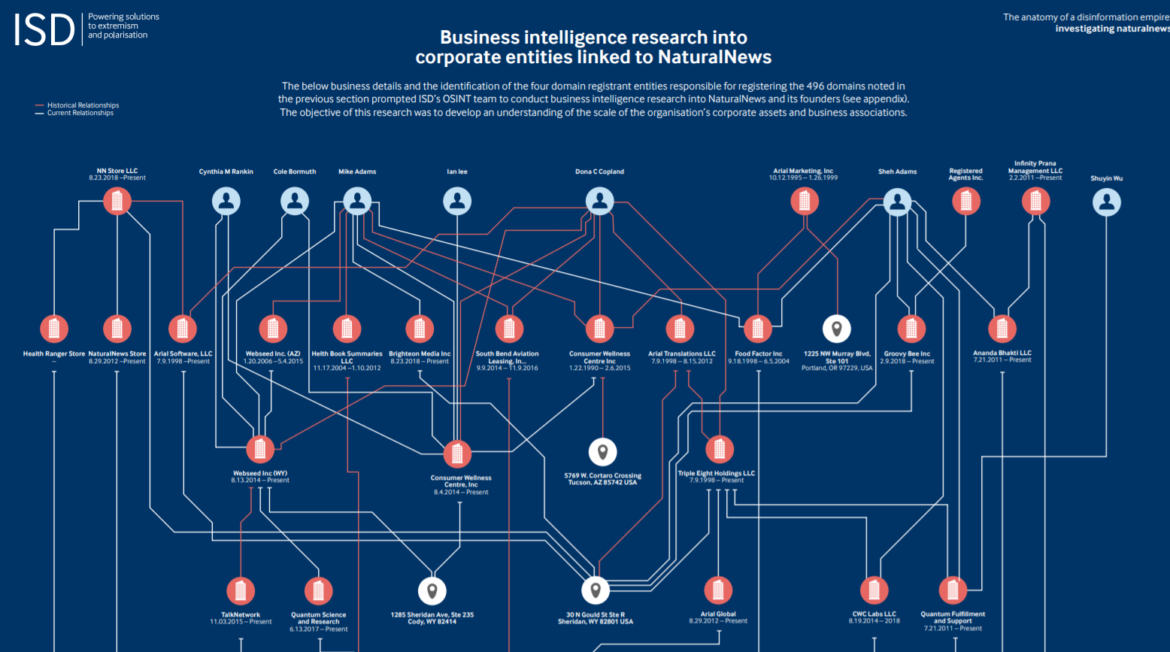 ISD
Powering solutions
to extremism
and polarisation
The anatomy of a disinformation empire
investigating naturalnews
Business intelligence research into
corporate entities linked to NaturalNews
The below business details and the identification of the four domain registrant entities responsible for registering the 496 domains noted in
the previous section prompted ISD's OSINT team to conduct business intelligence research into NaturalNews and its founders (see appendix).
The objective of this research was to develop an understanding of the scale of the organisation's corporate assets and business associations.
Historical Relationships
Current Relationships
NN Store LLC
8.23.2018 –Present
Cynthia M Rankin
Cole Bormuth
Mike Adams
Ian lee
Dona C Copland
Arial Marketing, Inc
10.12.1995 – 1.26.1999
Sheh Adams
Registered
Agents Inc.
Infinity Prana
Management LLC
2.2.2011 –Present
Shuyin Wu
Health Ranger Store
–
NaturalNews Store
8.29.2012 –Present
Arial Software, LLC
7.9.1998 –Present
Webseed Inc. (AZ)
1.20.2006 –5.4.2015
Helth Book Summaries
LLC
11.17.2004 –1.10.2012
Brighteon Media Inc
8.23.2018 – Present
South Bend Aviation
Leasing, In...
9.9.2014 –11.9.2016
Consumer Wellness
Centre Inc
1.22.1990 – 2.6.2015
Arial Translations LLC
7.9.1998 – 8.15.2012
Food Factor Inc
9.18.1998 – 6.5.2004
1225 NW Murray Blvd,
Ste 101
Portland, OR 97229, USA
Groovy Bee Inc
2.9.2018 – Present
Ananda Bhakti LLC
7.21.2011 –Present
Webseed Inc (WY)
8.13.2014 – Present
Consumer Wellness
Centre, Inc
8.4.2014 – Present
5769 W. Cortaro Crossing
Tucson, AZ 85742 USA
Triple Eight Holdings LLC
7.9.1998 – Present
TalkNetwork
11.03.2015 – Present
Quantum Science
and Research
6.13.2017 – Present
1285 Sheridan Ave, Ste 235
Cody, WY 82414
30 N Gould St Ste R
Sheridan, WY 82801 USA
Arial Global
8.29.2012 – Present
CWC Labs LLC
8.19.2014 – 2018
Quantum Fulfillment
and Support
7.21.2011 – Present